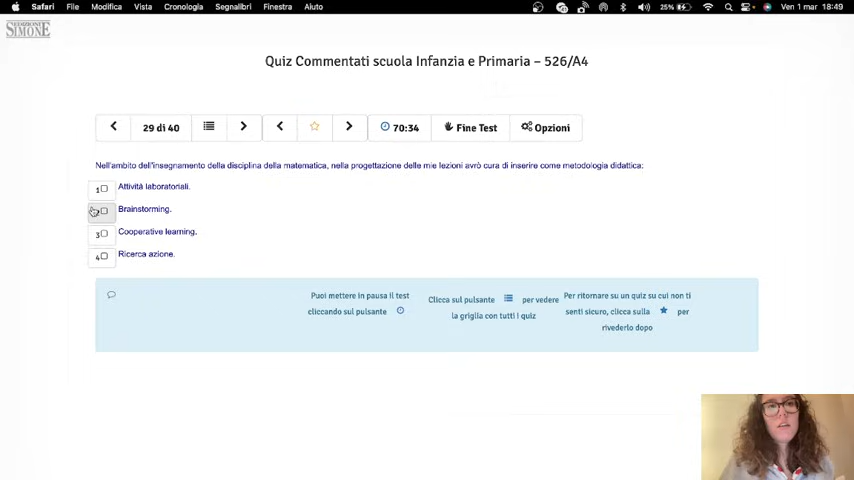 Safari File Modifica Vista Cronologia Segnalibri Finestra Aiuto 25% Ven 1 mar 18:49
EDIZIONI
SIMONE
Quiz Commentati scuola Infanzia e Primaria – 526/A4
29 di 40 70:34 Fine Test Opzioni
Nell'ambito dell'insegnamento della disciplina della matematica, nella progettazione delle mie lezioni avrò cura di inserire come metodologia didattica:
1 Attività laboratoriali.
2 Brainstorming.
3 Cooperative learning.
4 Ricerca azione.
Puoi mettere in pausa il test
cliccando sul pulsante
Clicca sul pulsante per vedere
la griglia con tutti i quiz
Per ritornare su un quiz su cui non ti
senti sicuro, clicca sulla per
rivederlo dopo